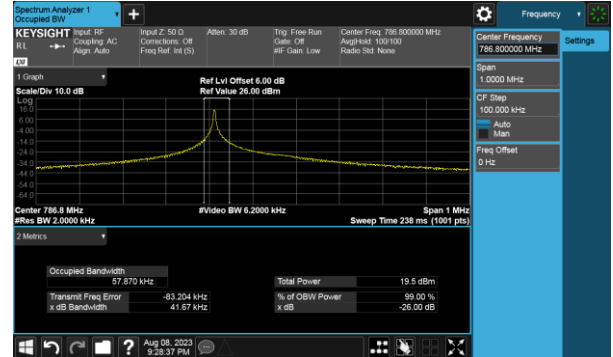 Spectrum Analyzer 1
Occupied BW
Frequency
KEYSIGHT
RL
Input: RF
Coupling: AC
Align: Auto
Input Z: 50 Ω
Corrections: Off
Freq Ref: Int (S)
Atten: 30 dB
Trig: Free Run
Gate: Off
#IF Gain: Low
Center Freq: 786.800000 MHz
Avg|Hold: 100/100
Radio Std: None
LXI
Center Frequency
786.800000 MHz
Settings
Span
1.0000 MHz
CF Step
100.000 kHz
Auto
Man
Freq Offset
0 Hz
1 Graph
Scale/Div 10.0 dB
Ref Lvl Offset 6.00 dB
Ref Value 26.00 dBm
Log
16.0
6.00
-4.00
-14.0
-24.0
-34.0
-44.0
-54.0
-64.0
Center 786.8 MHz
#Res BW 2.0000 kHz
#Video BW 6.2000 kHz
Span 1 MHz
Sweep Time 238 ms (1001 pts)
2 Metrics
Occupied Bandwidth
57.870 kHz
Total Power 19.5 dBm
Transmit Freq Error -83.204 kHz
% of OBW Power 99.00 %
x dB Bandwidth 41.67 kHz
x dB -26.00 dB
?
Aug 08, 2023
9:28:37 PM